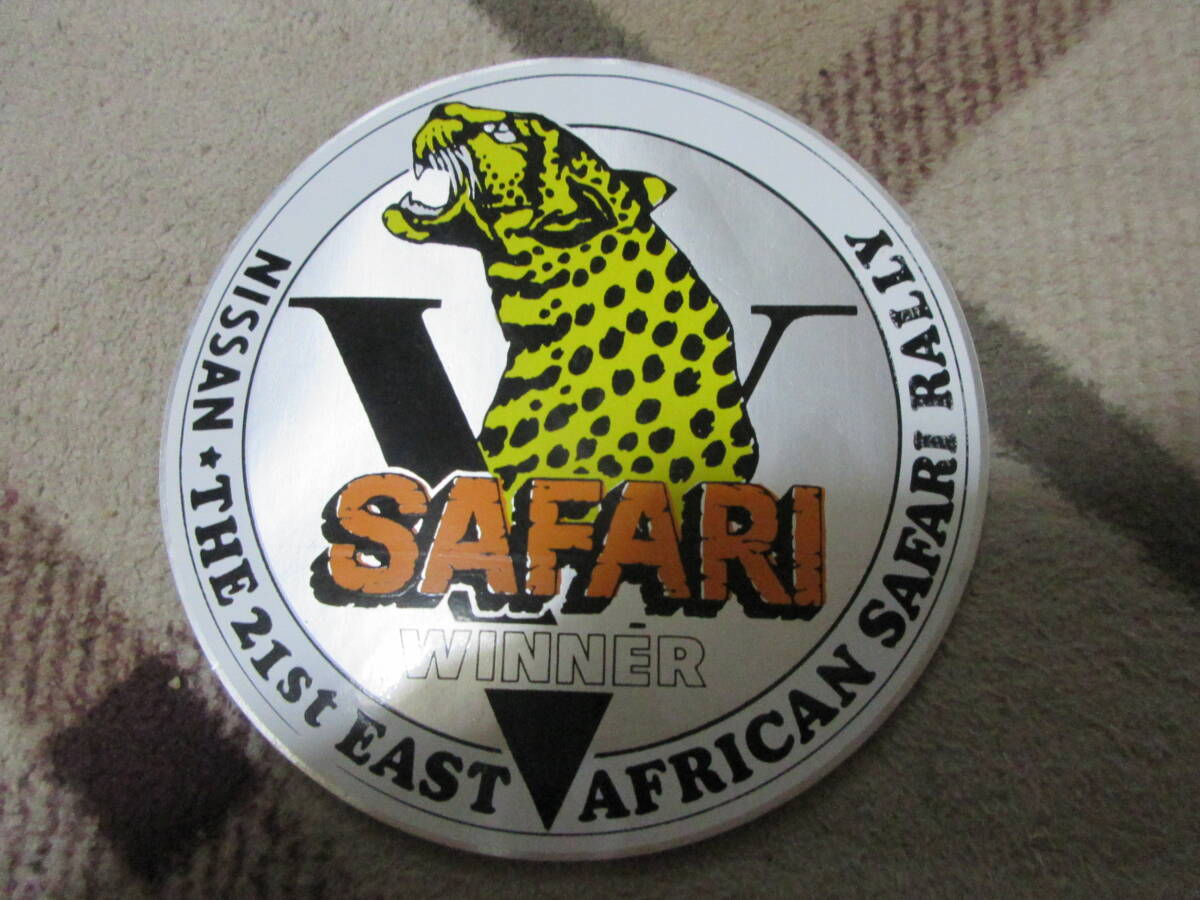 V
SAFARI
WINNER
NISSAN ★ THE 21st EAST AFRICAN SAFARI RALLY